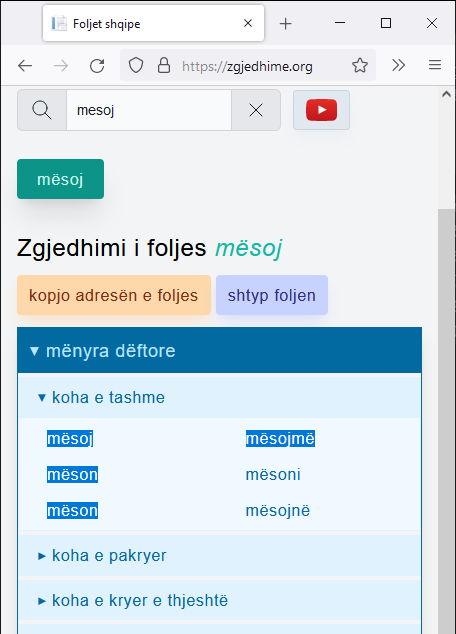 Foljet shqipe
https://zgjedhime.org
mesoj
mësoj
Zgjedhimi i foljes mësoj
kopjo adresën e foljes shtyp foljen
▾ mënyra dëftore
▾ koha e tashme
mësoj mësojmë
mëson mësoni
mëson mësojnë
▸ koha e pakryer
▸ koha e kryer e thjeshtë